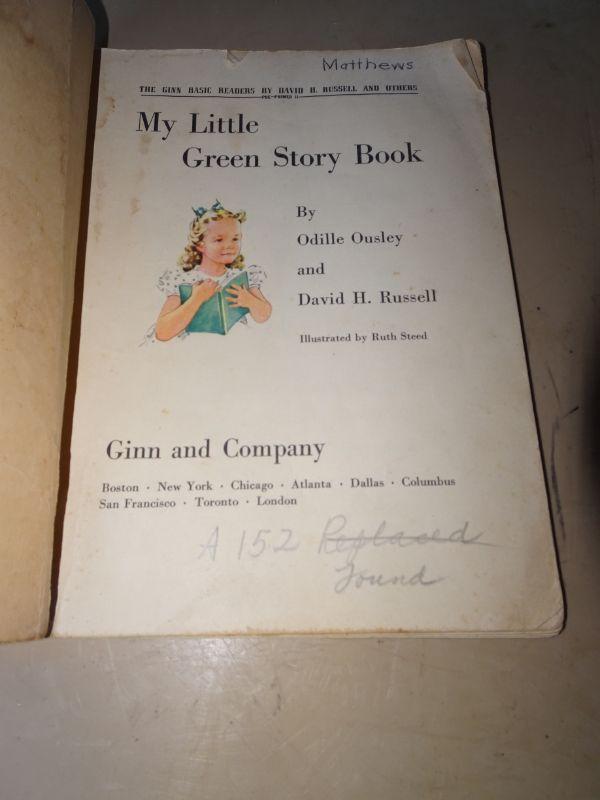 Matthews
THE GINN BASIC READERS BY DAVID H. RUSSELL AND OTHERS
PRE-PRIMER II
My Little
Green Story Book
By
Odille Ousley
and
David H. Russell
Illustrated by Ruth Steed
Ginn and Company
Boston · New York · Chicago · Atlanta · Dallas · Columbus
San Francisco · Toronto · London
A 152 Replaced
Found